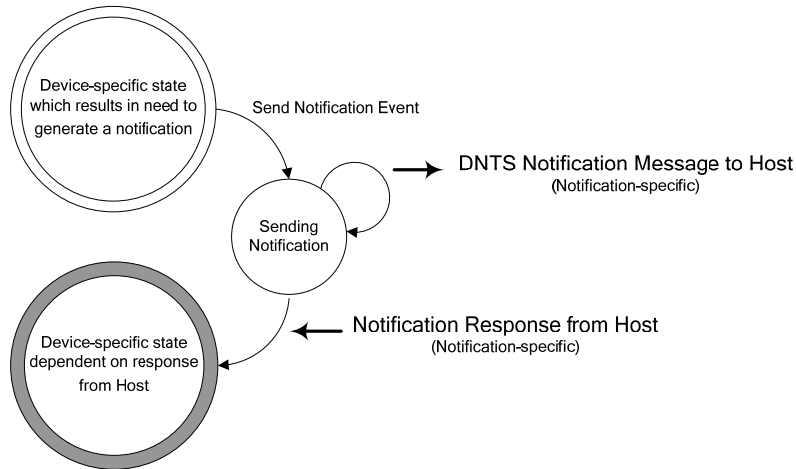 Device-specific state
which results in need to
generate a notification
Send Notification Event
DNTS Notification Message to Host
(Notification-specific)
Sending
Notification
Notification Response from Host
(Notification-specific)
Device-specific state
dependent on response
from Host